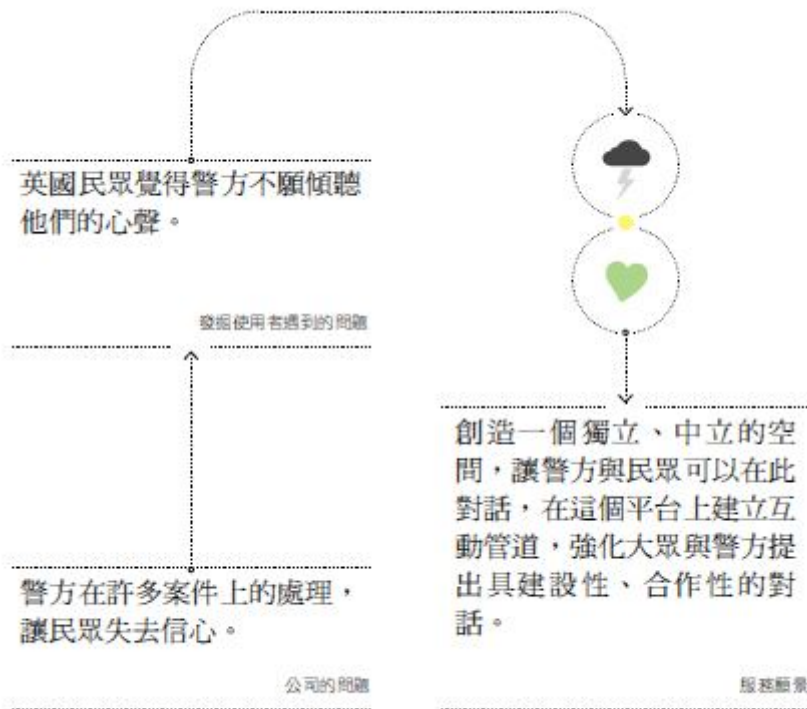 英國民眾覺得警方不願傾聽
他們的心聲。
發掘使用者遇到的問題
警方在許多案件上的處理，
讓民眾失去信心。
公司的問題
創造一個獨立、中立的空
間，讓警方與民眾可以在此
對話，在這個平台上建立互
動管道，強化大眾與警方提
出具建設性、合作性的對
話。
服務願景